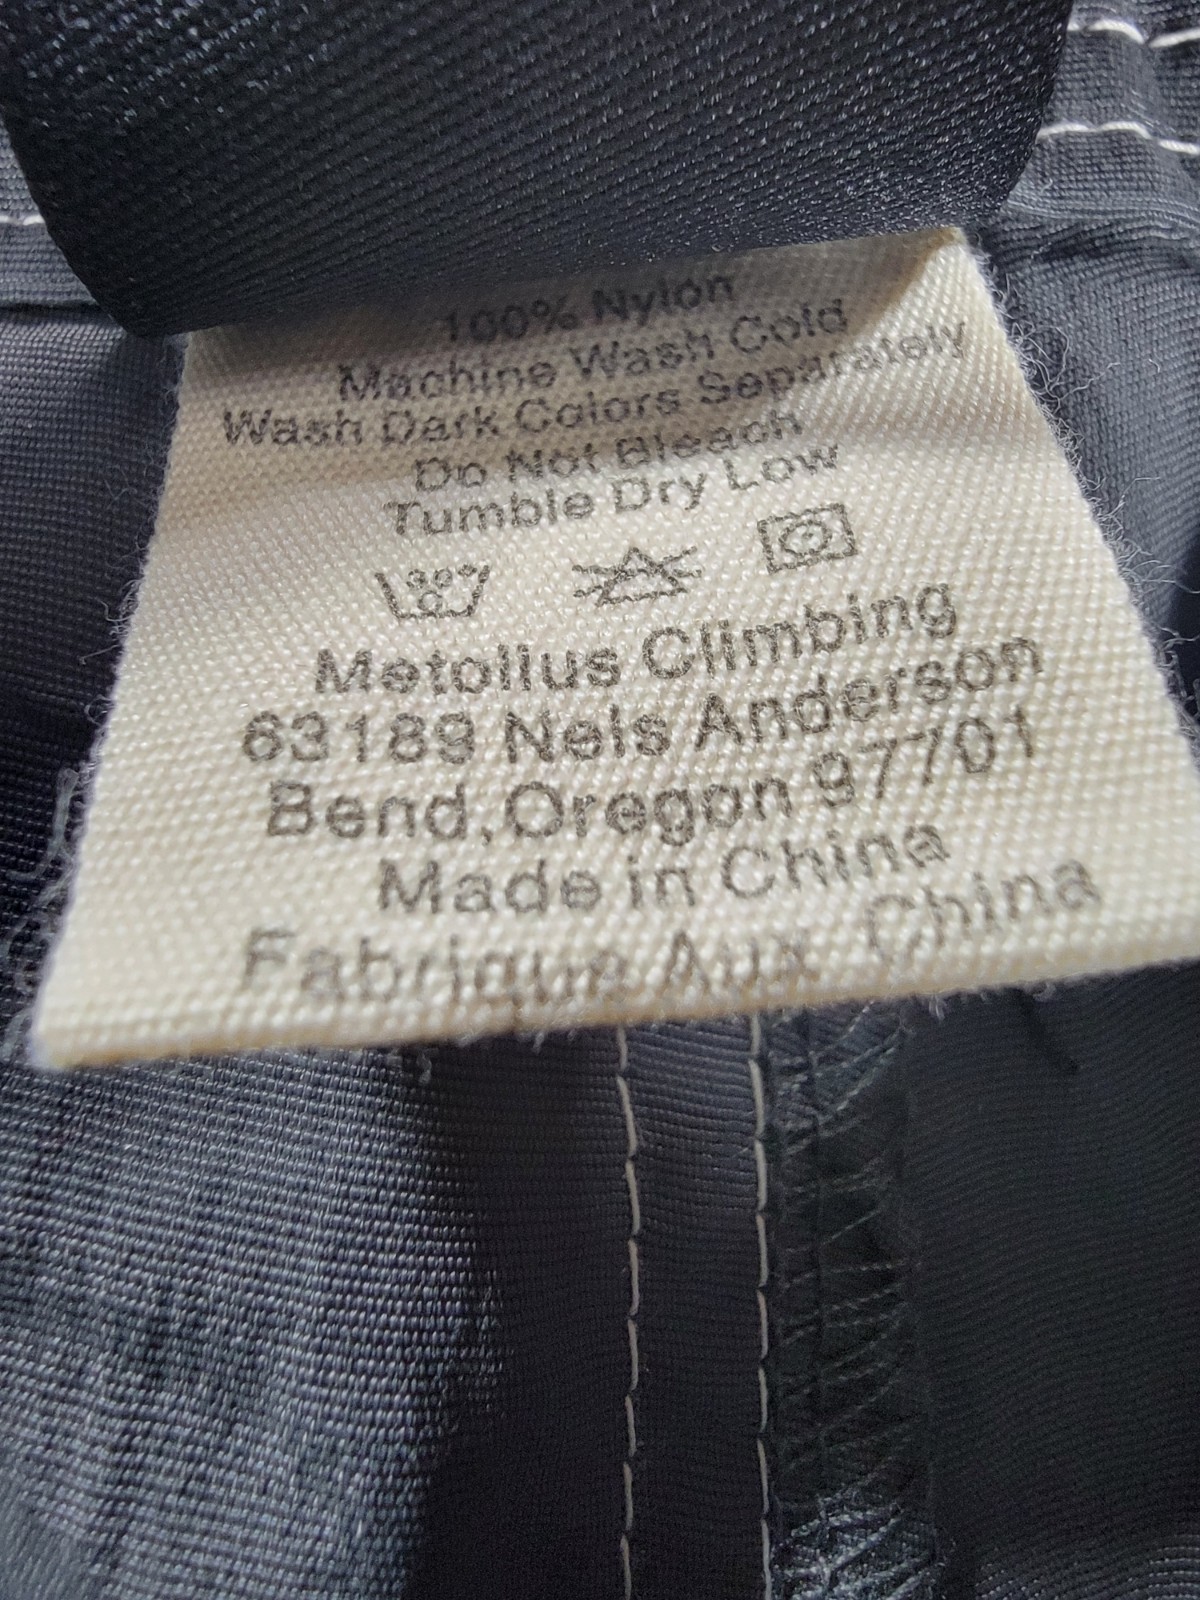 100% Nylon
Machine Wash Cold
Wash Dark Colors Separately
Do Not Bleach
Tumble Dry Low
Metolius Climbing
63189 Nels Anderson
Bend,Oregon 97701
Made in China
Fabrique Aux China